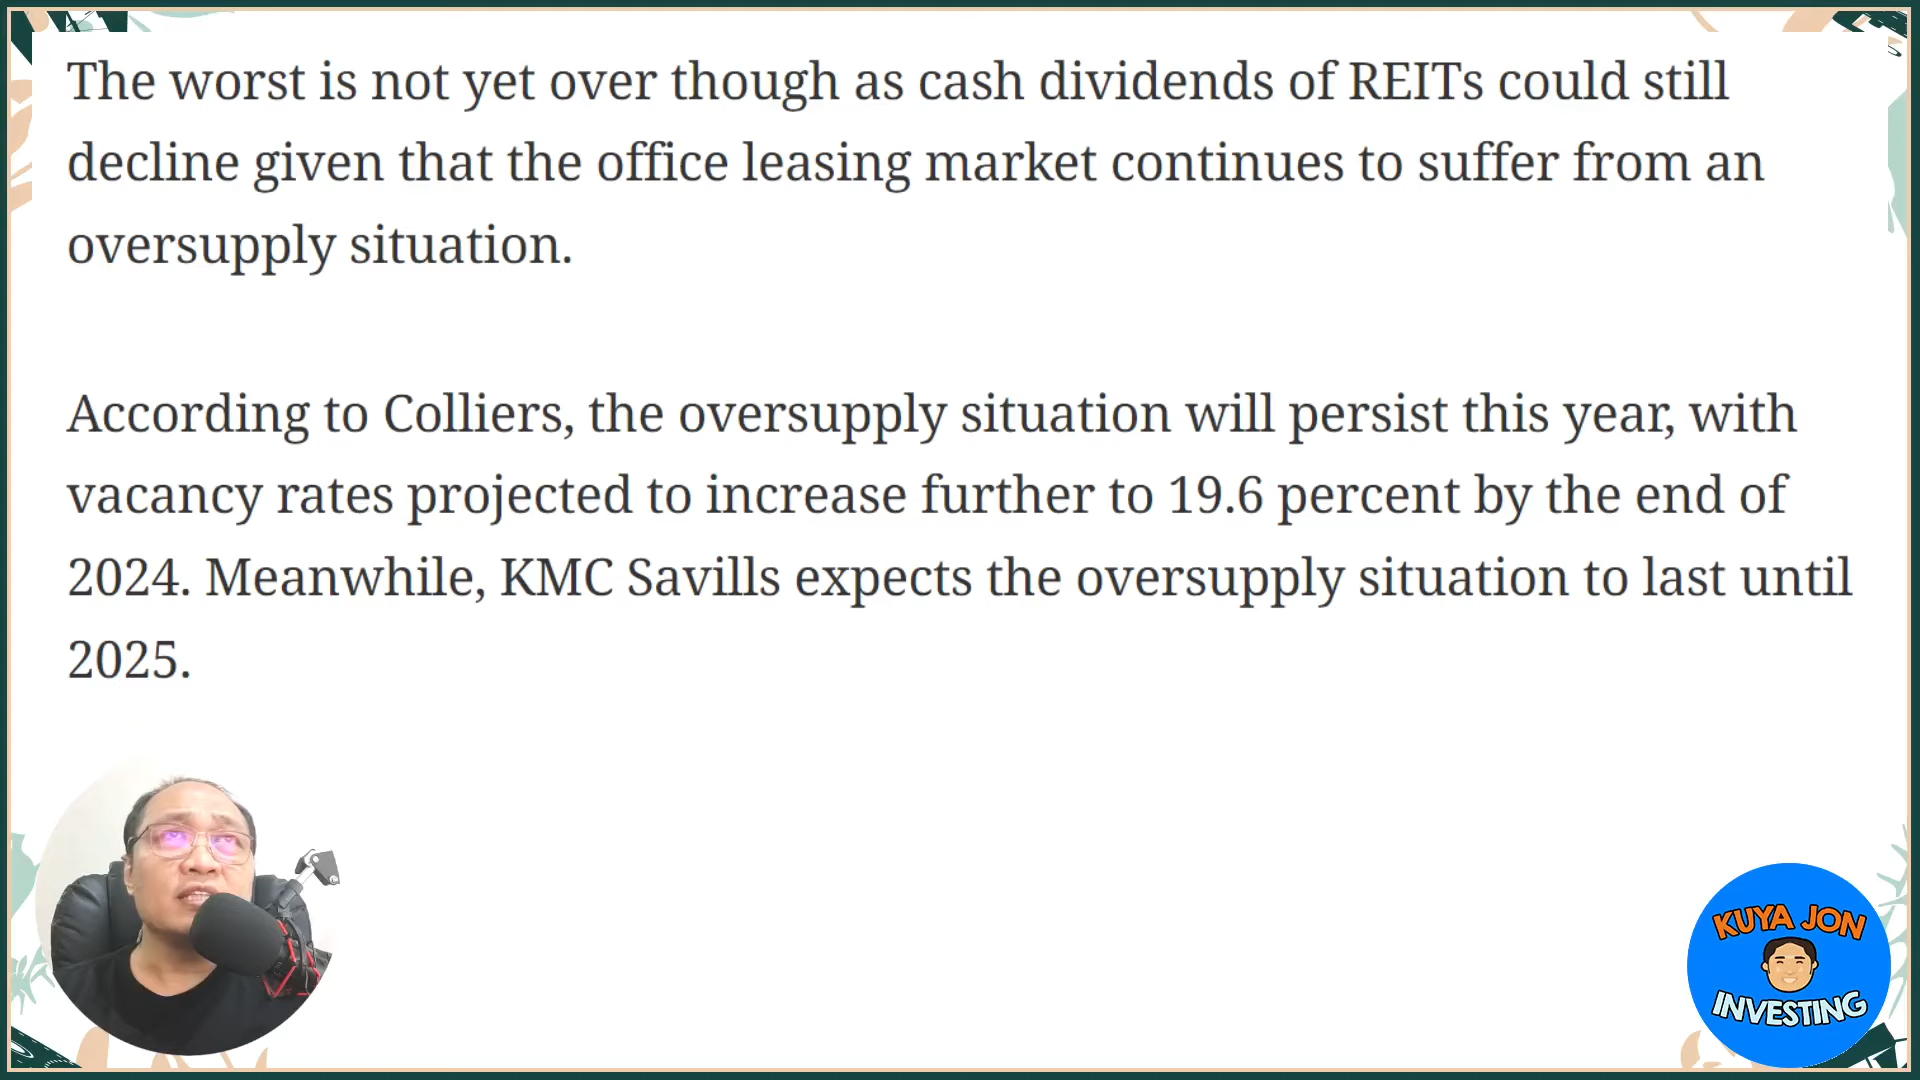 The worst is not yet over though as cash dividends of REITs could still
decline given that the office leasing market continues to suffer from an
oversupply situation.
According to Colliers, the oversupply situation will persist this year, with
vacancy rates projected to increase further to 19.6 percent by the end of
2024. Meanwhile, KMC Savills expects the oversupply situation to last until
2025.
KUYA JON
INVESTING